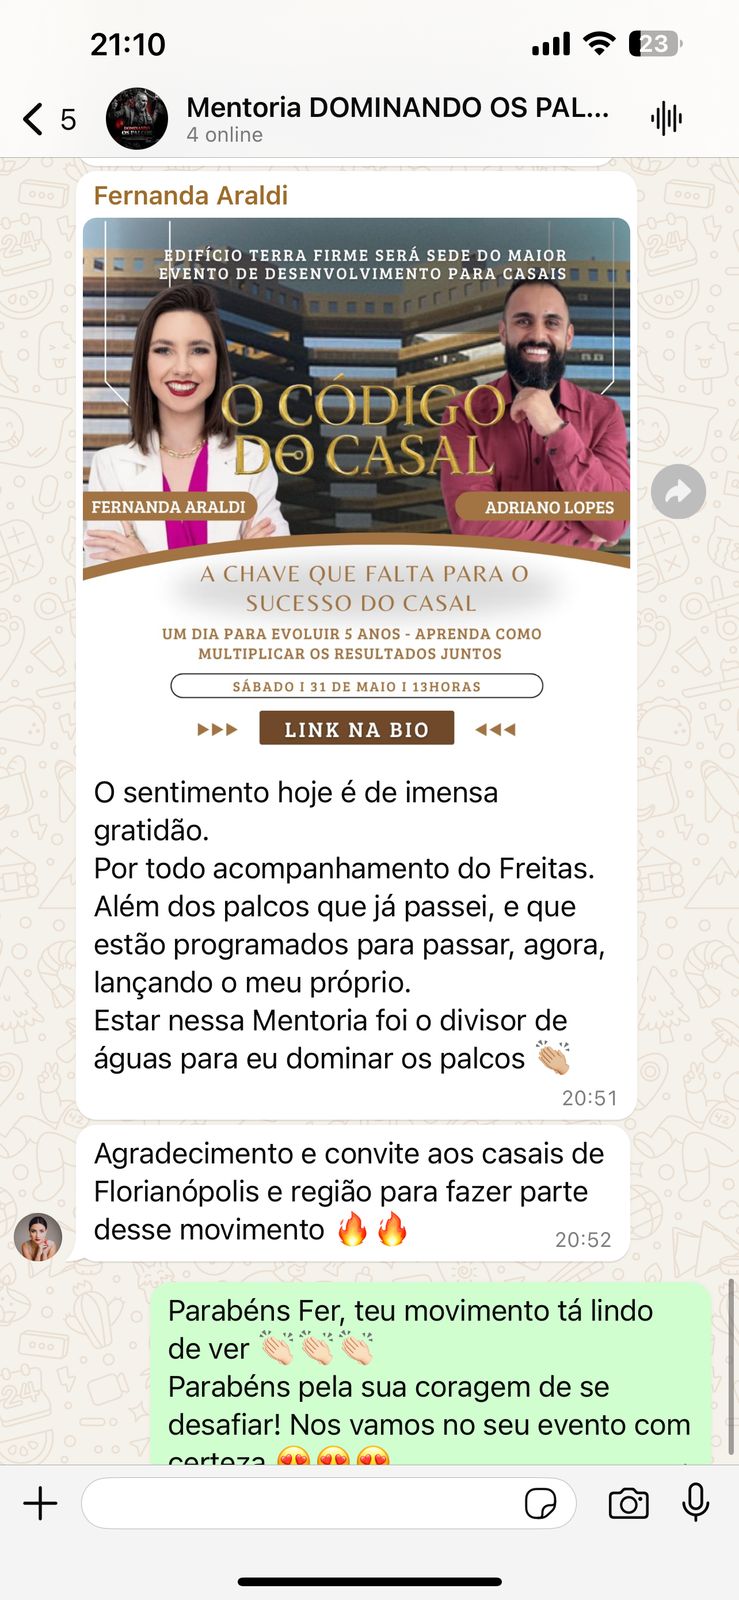 21:10
23
5
Mentoria DOMINANDO OS PAL...
4 online
Fernanda Araldi
EDIFÍCIO TERRA FIRME SERÁ SEDE DO MAIOR
EVENTO DE DESENVOLVIMENTO PARA CASAIS
O CÓDIGO
DO CASAL
FERNANDA ARALDI
ADRIANO LOPES
A CHAVE QUE FALTA PARA O
SUCESSO DO CASAL
UM DIA PARA EVOLUIR 5 ANOS - APRENDA COMO
MULTIPLICAR OS RESULTADOS JUNTOS
SÁBADO I 31 DE MAIO I 13HORAS
LINK NA BIO
O sentimento hoje é de imensa
gratidão.
Por todo acompanhamento do Freitas.
Além dos palcos que já passei, e que
estão programados para passar, agora,
lançando o meu próprio.
Estar nessa Mentoria foi o divisor de
águas para eu dominar os palcos 👏🏼
20:51
Agradecimento e convite aos casais de
Florianópolis e região para fazer parte
desse movimento 🔥🔥
20:52
Parabéns Fer, teu movimento tá lindo
de ver 👏🏻👏🏻👏🏻
Parabéns pela sua coragem de se
desafiar! Nos vamos no seu evento com
certeza 😍😍😍